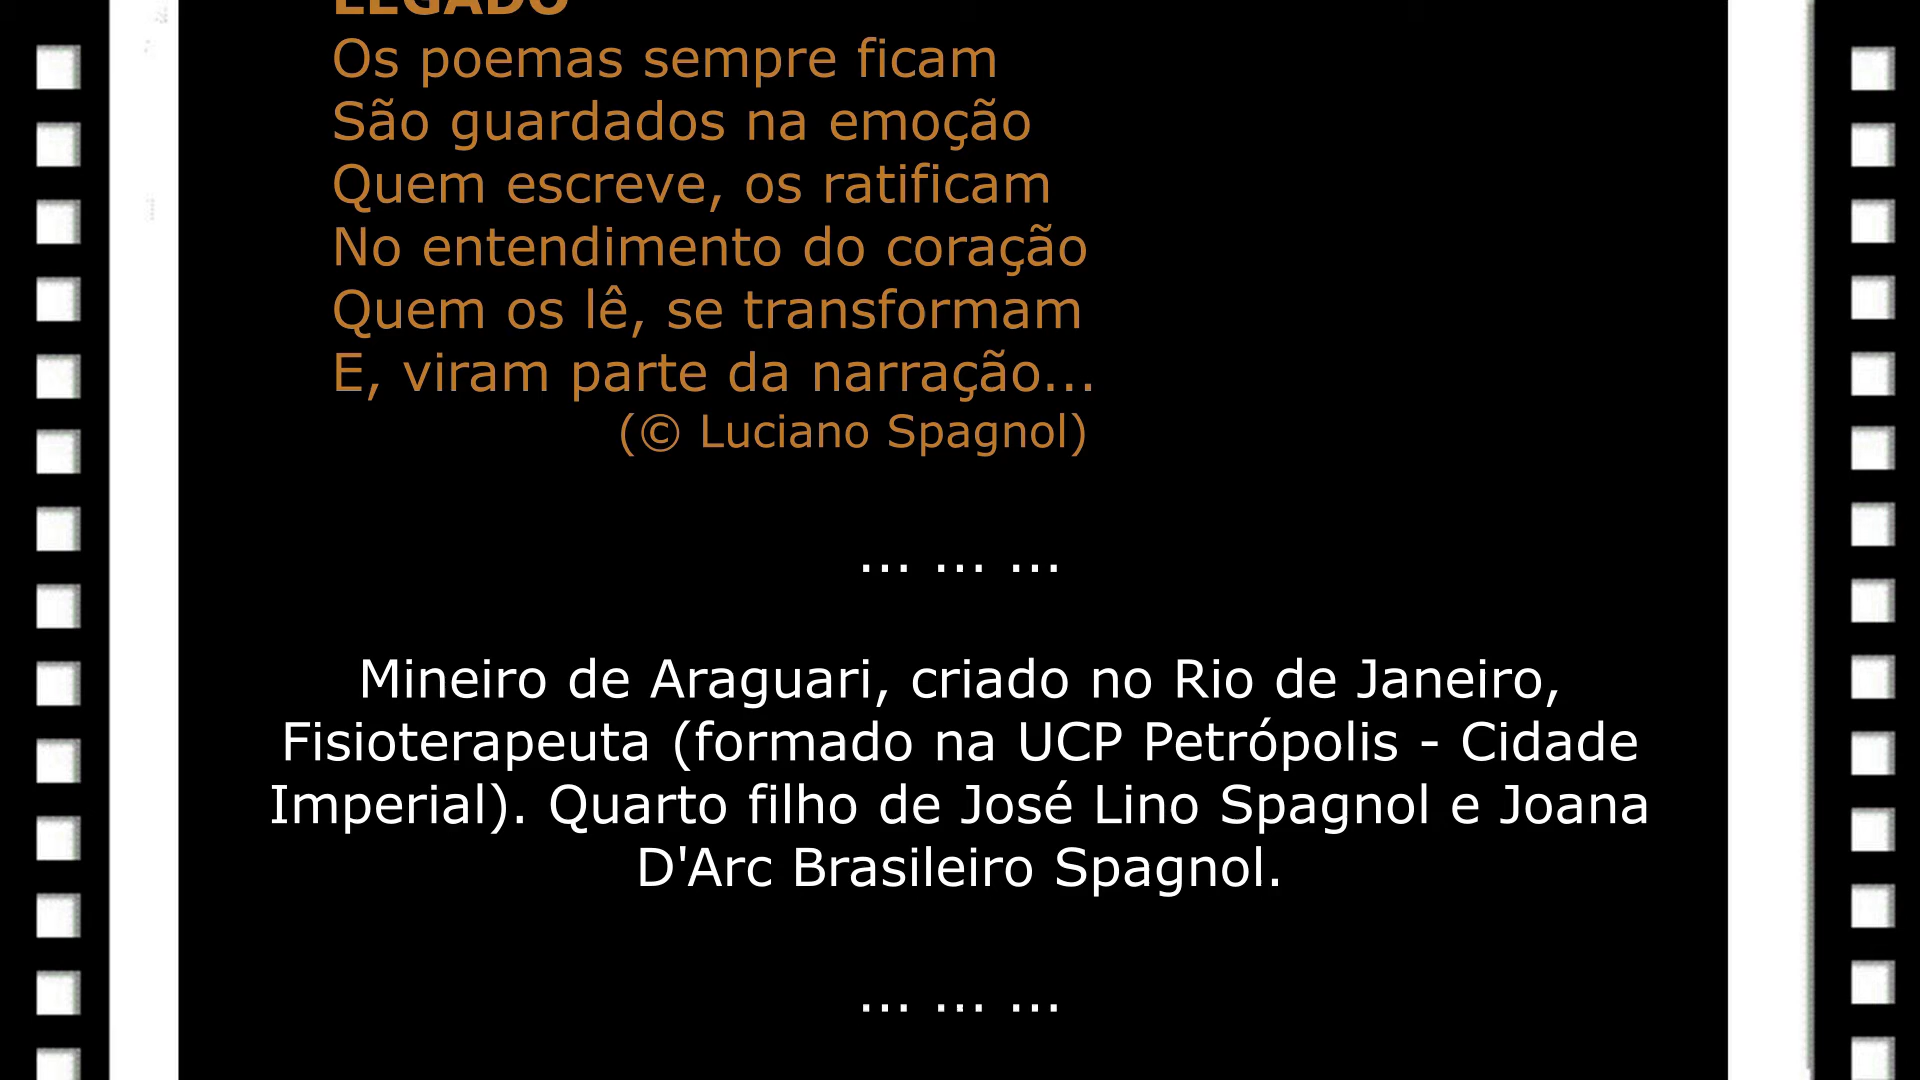 LEGADO
Os poemas sempre ficam
São guardados na emoção
Quem escreve, os ratificam
No entendimento do coração
Quem os lê, se transformam
E, viram parte da narração...
(© Luciano Spagnol)
... ... ...
Mineiro de Araguari, criado no Rio de Janeiro,
Fisioterapeuta (formado na UCP Petrópolis - Cidade
Imperial). Quarto filho de José Lino Spagnol e Joana
D'Arc Brasileiro Spagnol.
... ... ...